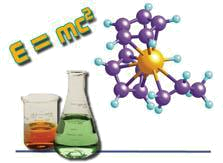 E = mc²